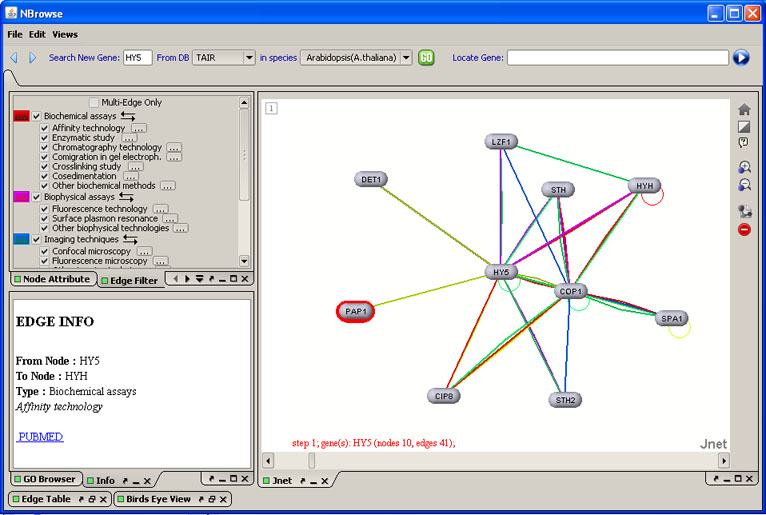 NBrowse
File Edit Views
Search New Gene: HY5 From DB TAIR in species Arabidopsis(A.thaliana) GO Locate Gene:
Multi-Edge Only
Biochemical assays
Affinity technology ...
Enzymatic study ...
Chromatography technology ...
Comigration in gel electroph. ...
Crosslinking study ...
Cosedimentation ...
Other biochemical methods ...
Biophysical assays
Fluorescence technology ...
Surface plasmon resonance ...
Other biophysical technologies ...
Imaging techniques
Confocal microscopy ...
Fluorescence microscopy ...
Node Attribute Edge Filter
EDGE INFO
From Node : HY5
To Node : HYH
Type : Biochemical assays
Affinity technology
PUBMED
GO Browser Info
Edge Table Birds Eye View
1
LZF1
DET1
STH
HYH
HY5
COP1
PAP1
SPA1
CIP8
STH2
step 1; gene(s): HY5 (nodes 10, edges 41);
Jnet
Jnet